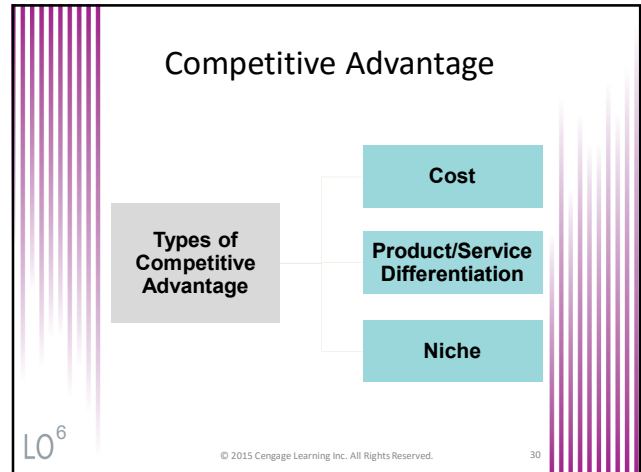 Competitive Advantage
Types of
Competitive
Advantage
Cost
Product/Service
Differentiation
Niche
LO6
© 2015 Cengage Learning Inc. All Rights Reserved.
30